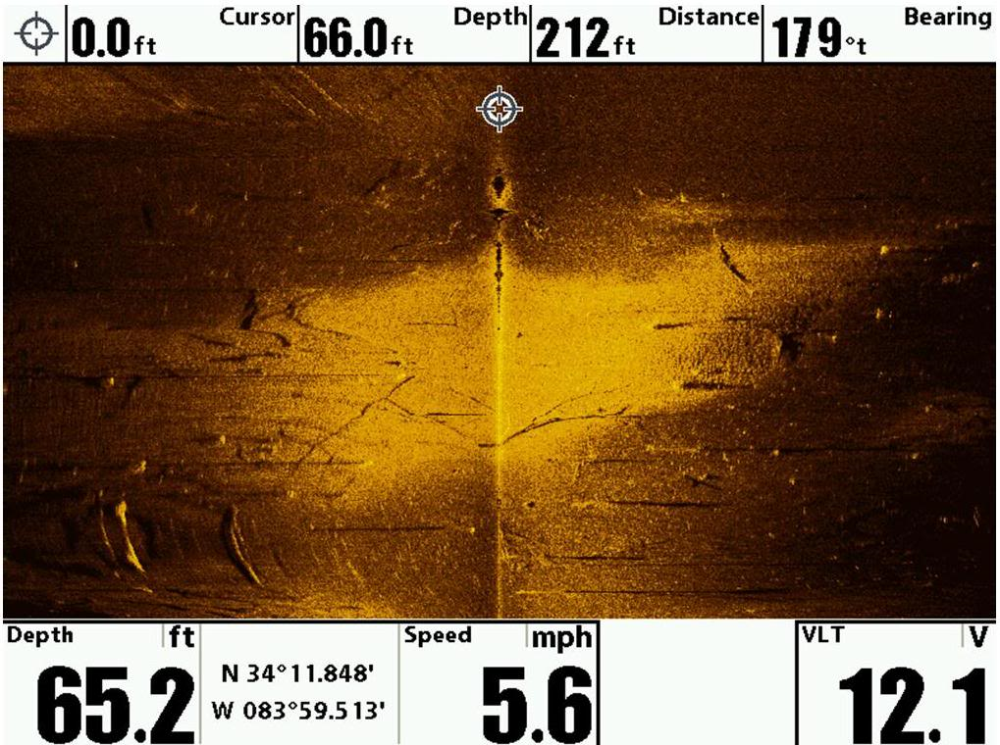 Cursor Depth Distance Bearing
0.0ft 66.0ft 212ft 179°t
Depth ft Speed mph VLT V
N 34°11.848'
65.2 5.6 12.1
W 083°59.513'